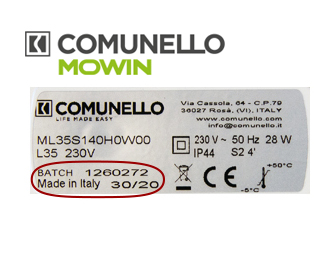 COMUNELLO
MOWIN
COMUNELLO
LIFE MADE EASY
Via Cassola, 64 - C.P.79
36027 Rosà, (VI), ITALY
info@comunello.it
www.comunello.com
ML35S140H0W00
L35 230V
230 V ~ 50 Hz 28 W
IP44 S2 4'
BATCH 1260272
Made in Italy 30/20
+50°C
-5°C